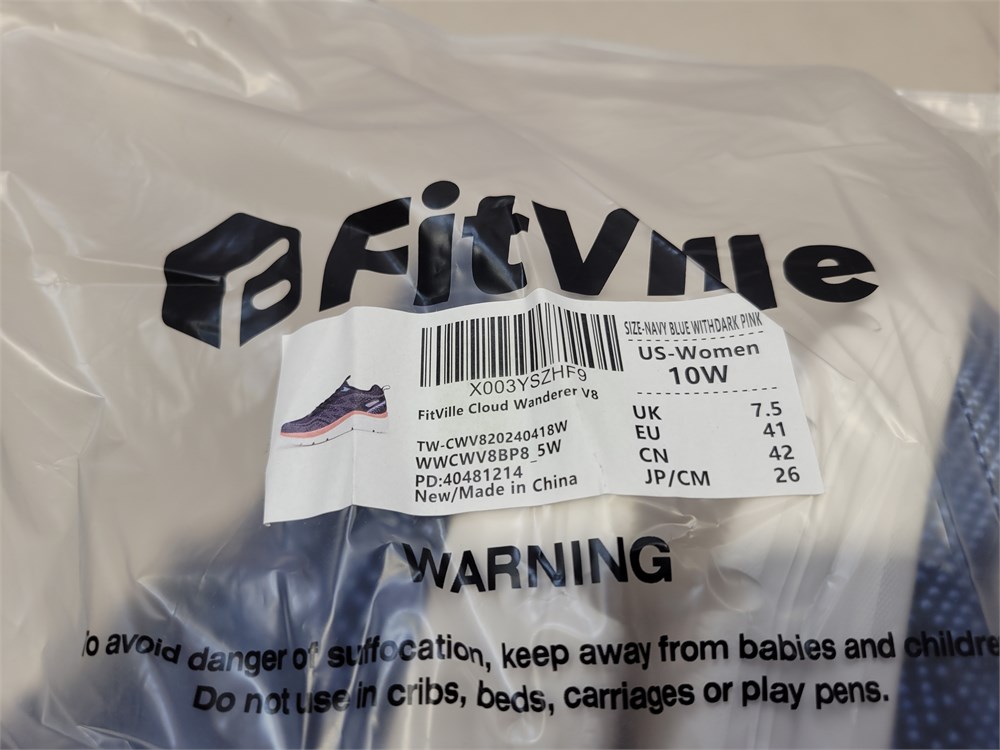 FitVille
X003YSZHF9
FitVille Cloud Wanderer V8
TW-CWV820240418W
WWCWV8BP8_5W
PD:40481214
New/Made in China
SIZE-NAVY BLUE WITHDARK PINK
US-Women
10W
UK 7.5
EU 41
CN 42
JP/CM 26
WARNING
To avoid danger of suffocation, keep away from babies and childre
Do not use in cribs, beds, carriages or play pens.